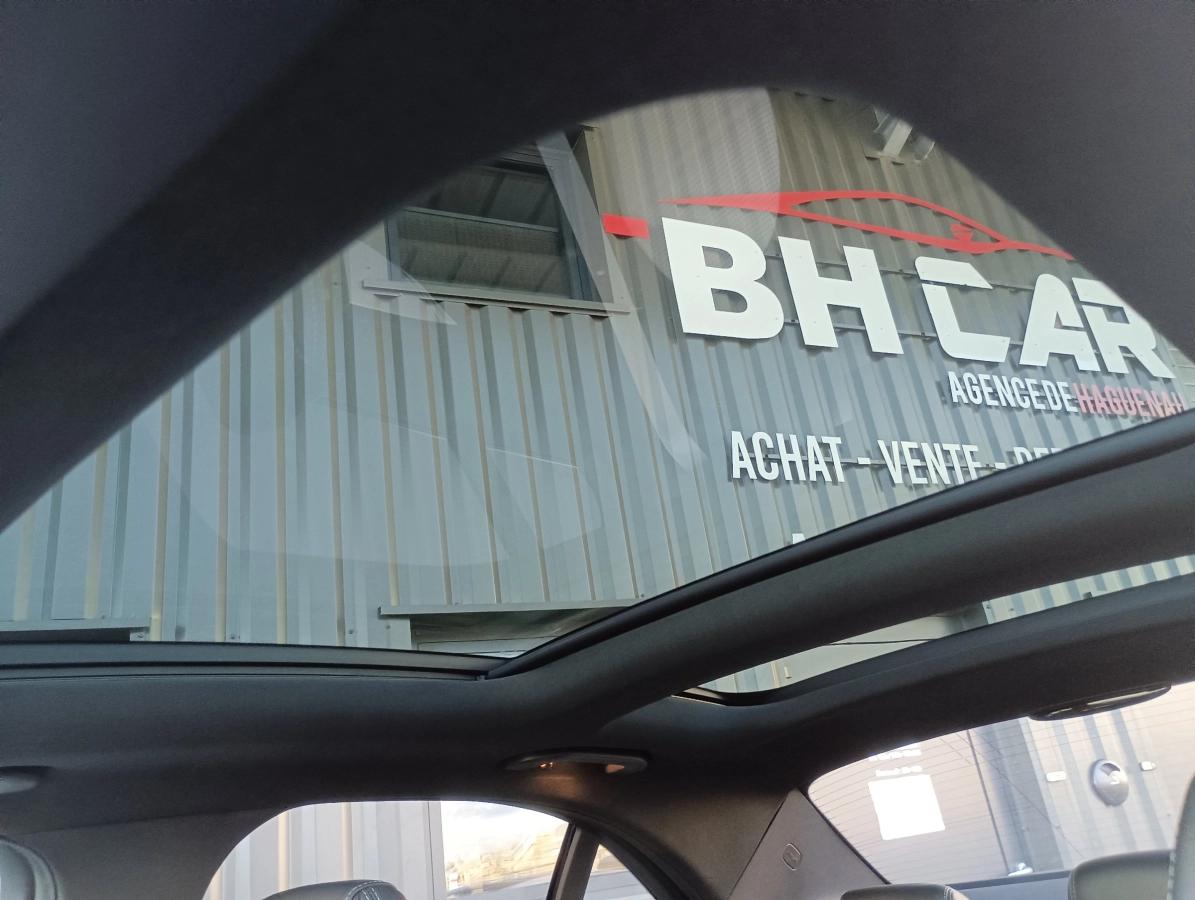 BH CAR
AGENCE DE HAGUENAU
ACHAT - VENTE -